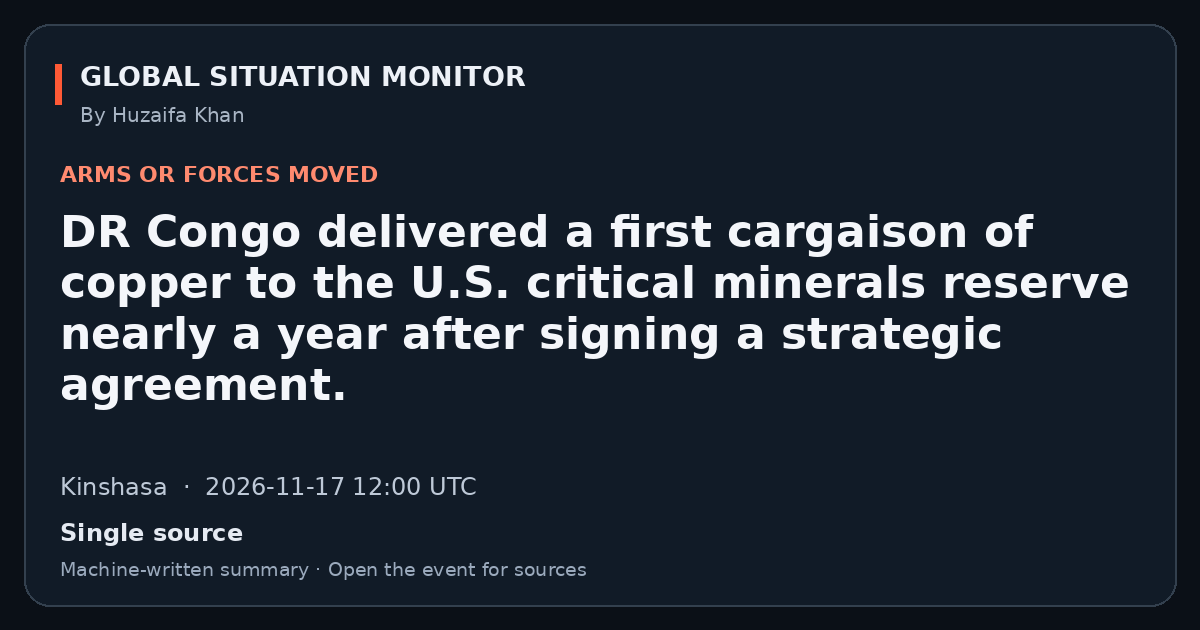 GLOBAL SITUATION MONITOR
By Huzaifa Khan
ARMS OR FORCES MOVED
DR Congo delivered a first cargaison of
copper to the U.S. critical minerals reserve
nearly a year after signing a strategic
agreement.
Kinshasa · 2026-11-17 12:00 UTC
Single source
Machine-written summary · Open the event for sources